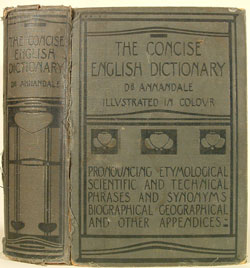 THE CONCISE
ENGLISH
DICTIONARY
DR ANNANDALE
THE CONCISE
ENGLISH DICTIONARY
DR ANNANDALE
ILLUSTRATED IN COLOUR
PRONOUNCING ETYMOLOGICAL
SCIENTIFIC AND TECHNICAL
PHRASES AND SYNONYMS
BIOGRAPHICAL GEOGRAPHICAL
AND OTHER APPENDICES